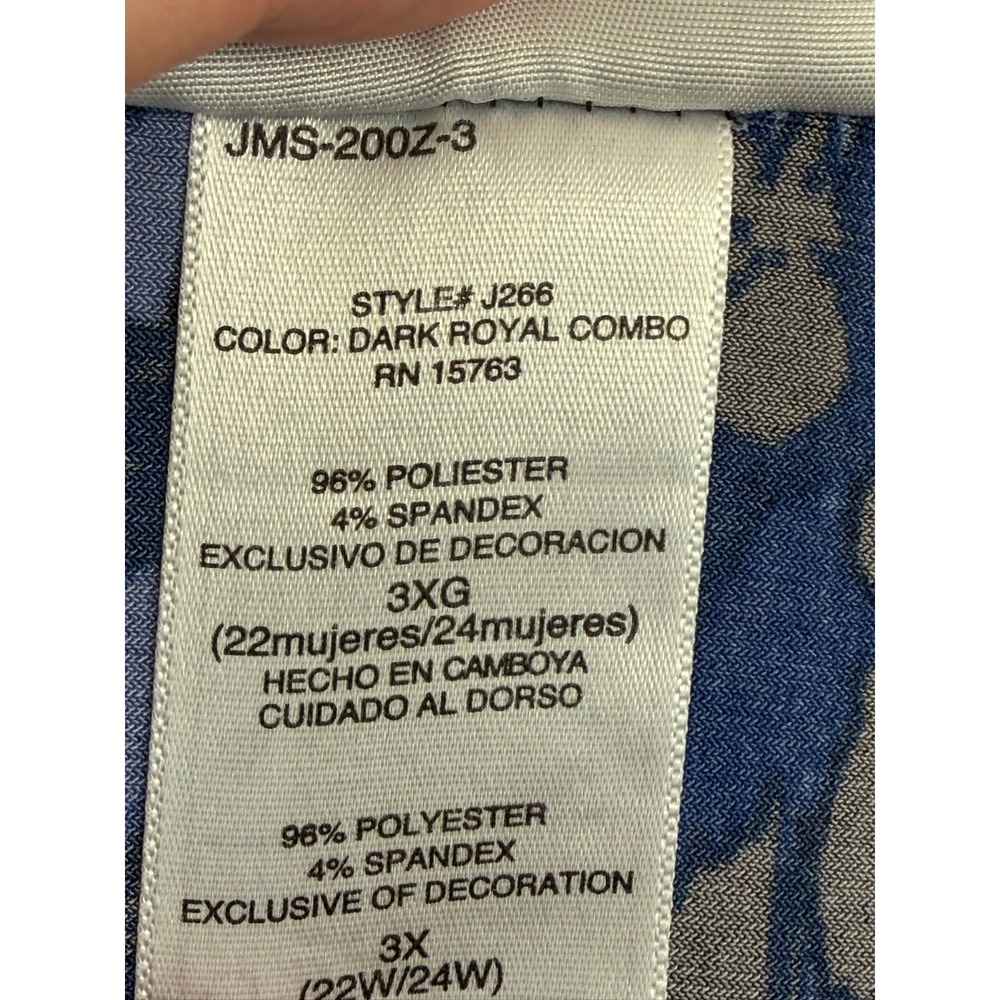 JMS-200Z-3
STYLE# J266
COLOR: DARK ROYAL COMBO
RN 15763
96% POLIESTER
4% SPANDEX
EXCLUSIVO DE DECORACION
3XG
(22mujeres/24mujeres)
HECHO EN CAMBOYA
CUIDADO AL DORSO
96% POLYESTER
4% SPANDEX
EXCLUSIVE OF DECORATION
3X
(22W/24W)